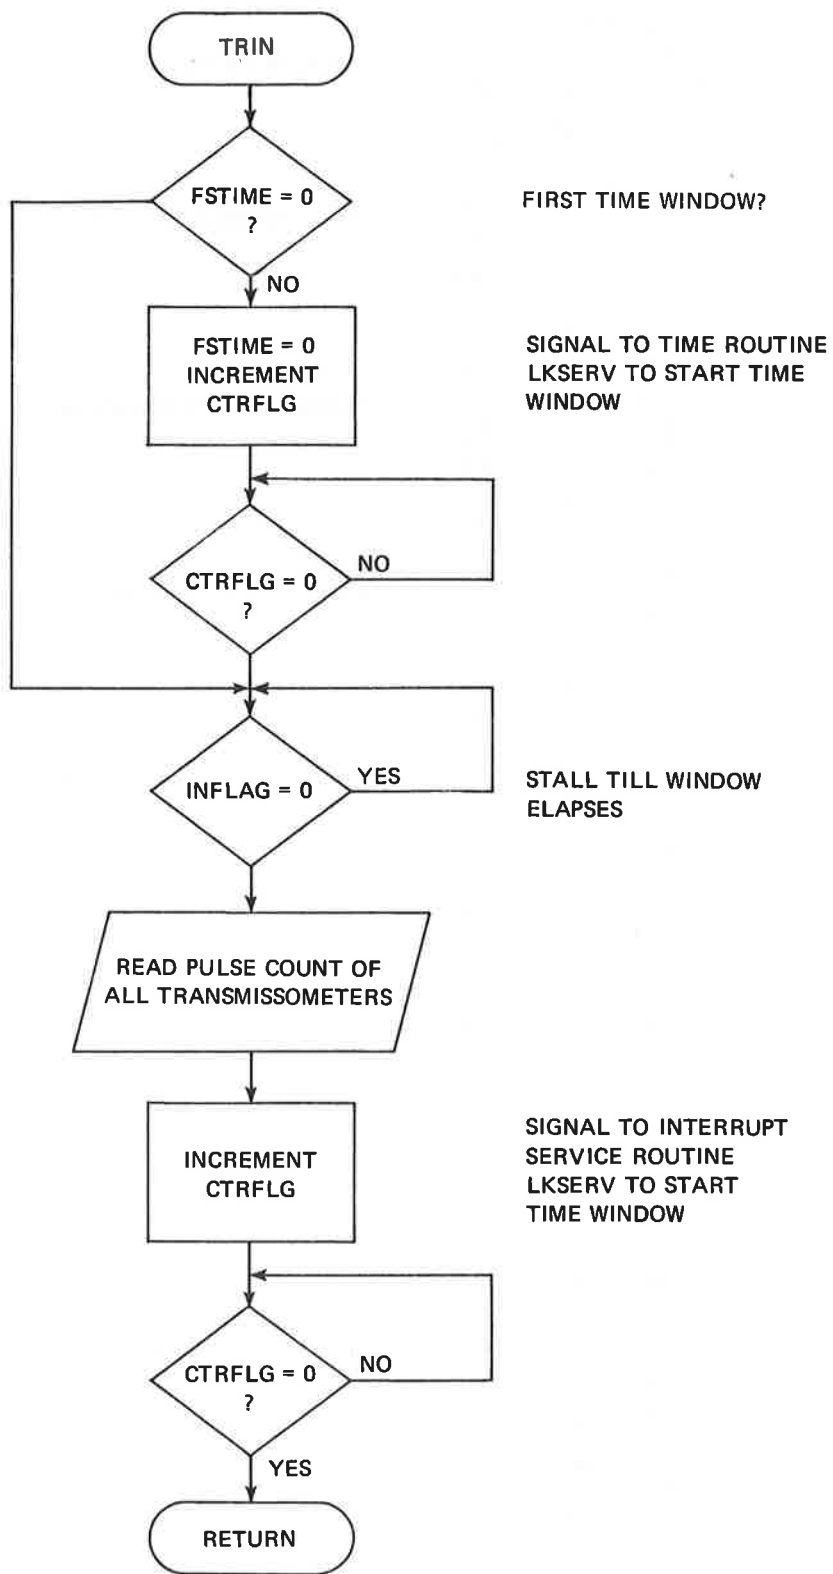 TRIN
FSTIME = 0
?
FIRST TIME WINDOW?
NO
FSTIME = 0
INCREMENT
CTRFLG
SIGNAL TO TIME ROUTINE
LKSERV TO START TIME
WINDOW
CTRFLG = 0
?
NO
INFLAG = 0
YES
STALL TILL WINDOW
ELAPSES
READ PULSE COUNT OF
ALL TRANSMISSOMETERS
INCREMENT
CTRFLG
SIGNAL TO INTERRUPT
SERVICE ROUTINE
LKSERV TO START
TIME WINDOW
CTRFLG = 0
?
NO
YES
RETURN